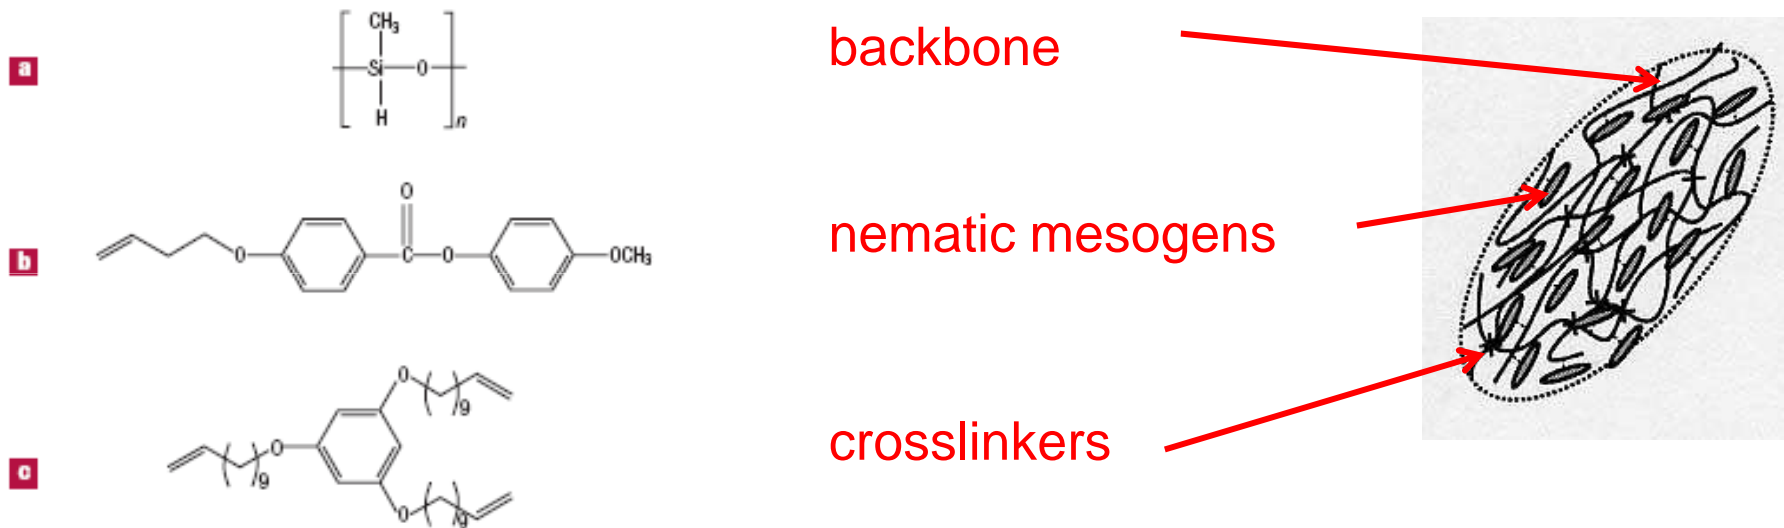 a
CH3
Si
O
H
n
backbone
b
O
O
C
O
OCH3
nematic mesogens
c
O
9
O
9
O
9
crosslinkers